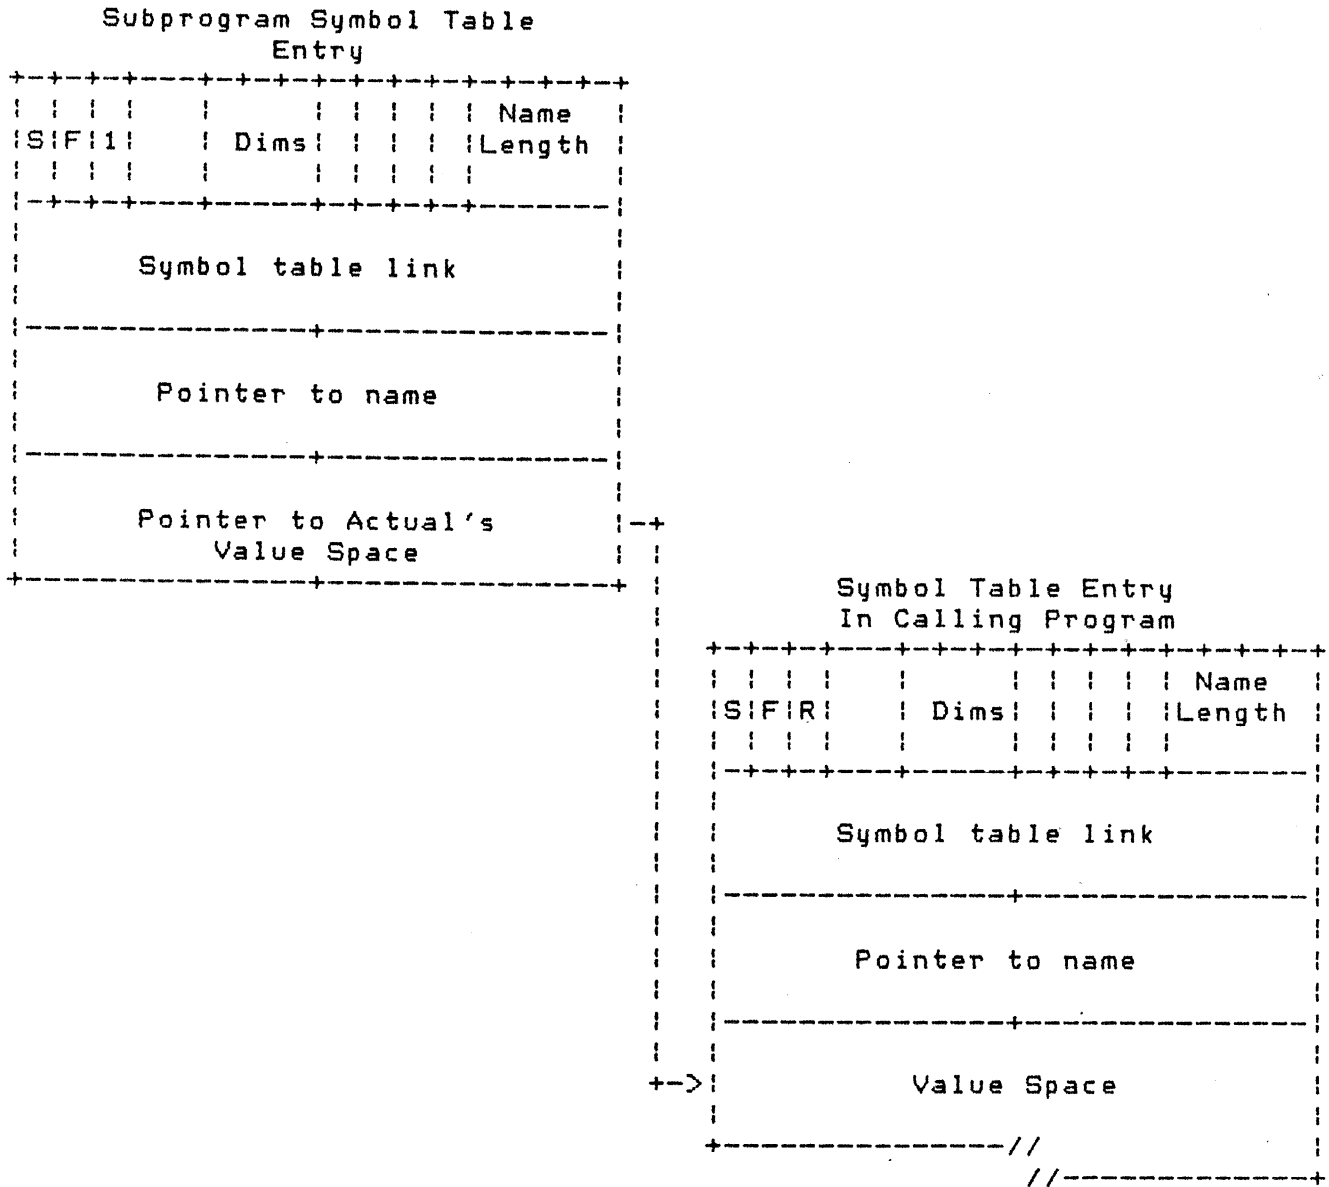 Subprogram Symbol Table
Entry
Name
S F 1 Dims Length
Symbol table link
Pointer to name
Pointer to Actual's
Value Space
Symbol Table Entry
In Calling Program
Name
S F R Dims Length
Symbol table link
Pointer to name
Value Space